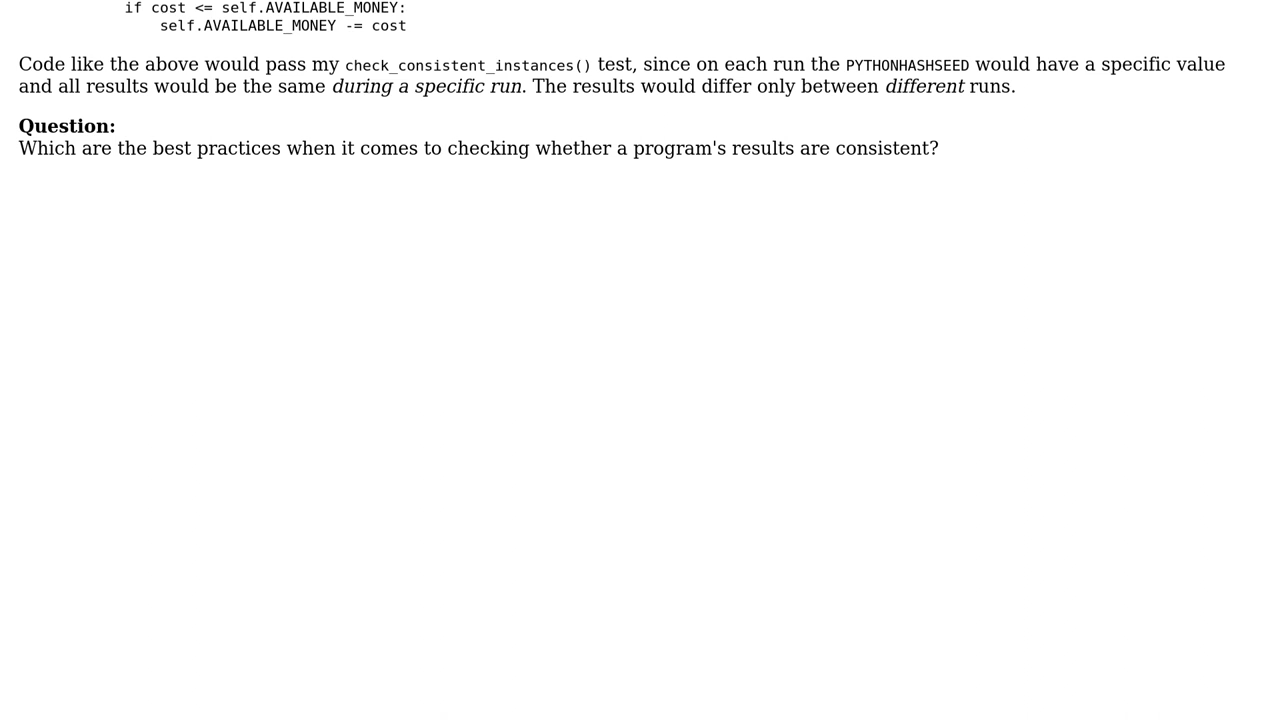 if cost <= self.AVAILABLE_MONEY:
self.AVAILABLE_MONEY -= cost
Code like the above would pass my check_consistent_instances() test, since on each run the PYTHONHASHSEED would have a specific value
and all results would be the same during a specific run. The results would differ only between different runs.
Question:
Which are the best practices when it comes to checking whether a program's results are consistent?